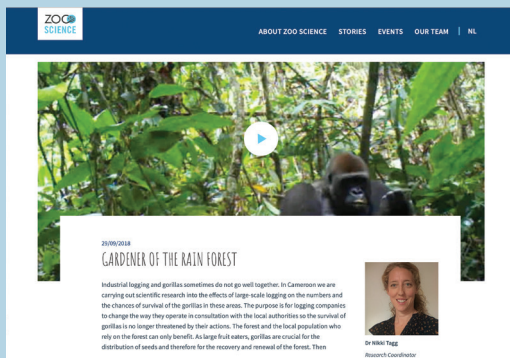 ZOO
SCIENCE
ABOUT ZOO SCIENCE STORIES EVENTS OUR TEAM | NL
29/09/2018
GARDENER OF THE RAIN FOREST
Industrial logging and gorillas sometimes do not go well together. In Cameroon we are
carrying out scientific research into the effects of large-scale logging on the numbers and
the chances of survival of the gorillas in these areas. The purpose is for logging companies
to change the way they operate in consultation with the local authorities so the survival of
gorillas is no longer threatened by their actions. The forest and the local population who
rely on the forest can only benefit. As large fruit eaters, gorillas are crucial for the
distribution of seeds and therefore for the recovery and renewal of the forest. Then
Dr Nikki Tagg
Research Coordinator